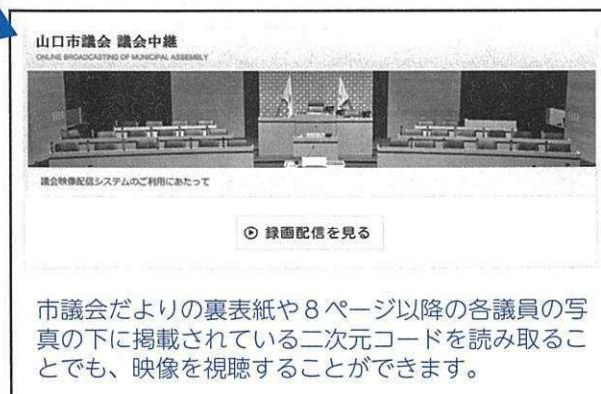 山口市議会 議会中継
ONLINE BROADCASTING OF MUNICIPAL ASSEMBLY
議会映像配信システムのご利用にあたって
録画配信を見る
市議会だよりの裏表紙や8ページ以降の各議員の写
真の下に掲載されている二次元コードを読み取るこ
とでも、映像を視聴することができます。